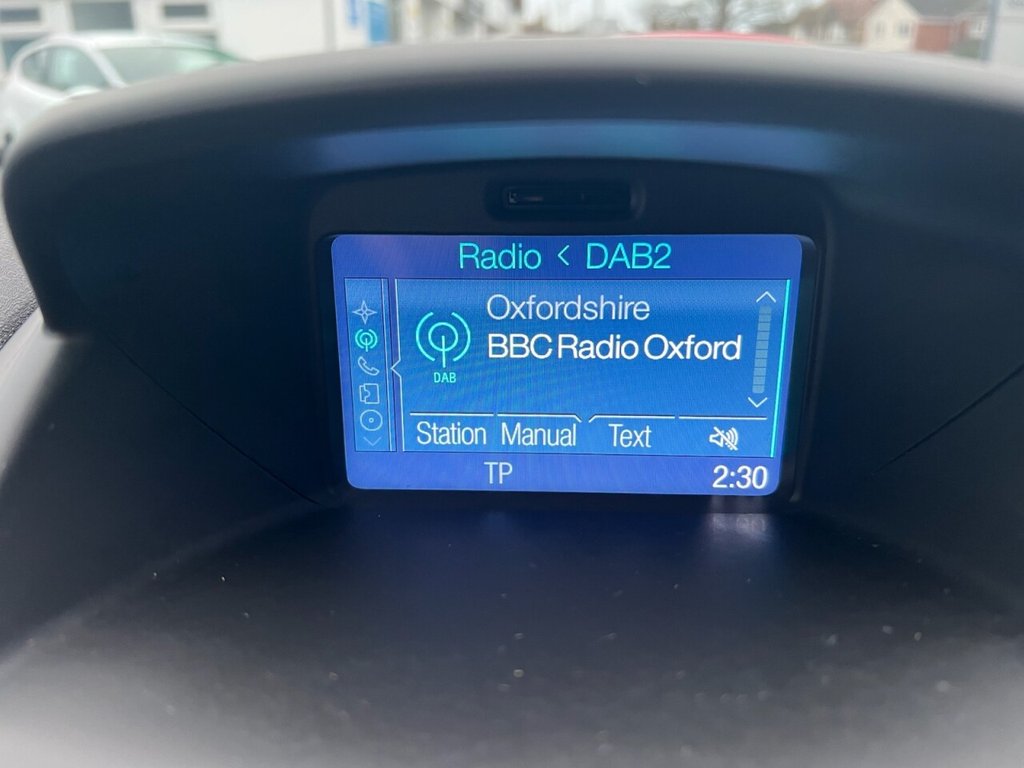 Radio < DAB2
Oxfordshire
BBC Radio Oxford
DAB
Station Manual Text
TP 2:30